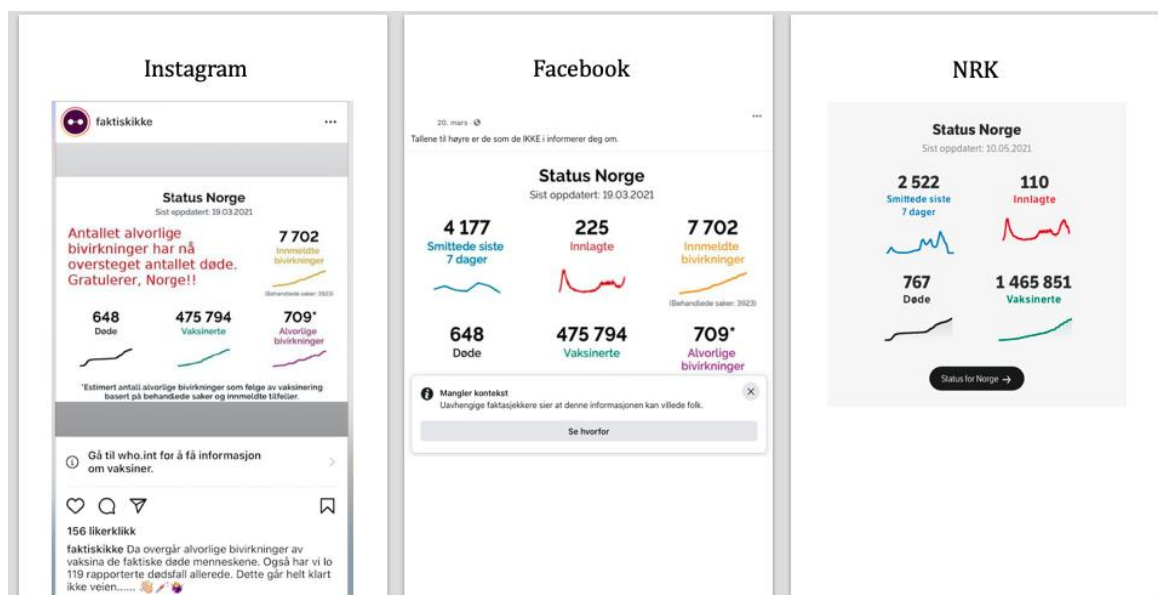 Instagram
faktiskikke
Status Norge
Sist oppdatert: 19.03.2021
Antallet alvorlige
bivirkninger har nå
oversteget antallet døde.
Gratulerer, Norge!!
7 702
Innmeldte
bivirkninger
(Behandlede saker: 3923)
648
Døde
475 794
Vaksinerte
709*
Alvorlige
bivirkninger
*Estimert antall alvorlige bivirkninger som følge av vaksinering
basert på behandlede saker og innmeldte tilfeller.
Gå til who.int for å få informasjon
om vaksiner.
156 likerklikk
faktiskikke Da overgår alvorlige bivirkninger av
vaksina de faktiske døde menneskene. Også har vi lo
119 rapporterte dødsfall allerede. Dette går helt klart
ikke veien......
Facebook
20. mars
Tallene til høyre er de som de IKKE i informerer deg om.
Status Norge
Sist oppdatert: 19.03.2021
4 177
Smittede siste
7 dager
225
Innlagte
7 702
Innmeldte
bivirkninger
(Behandlede saker: 3923)
648
Døde
475 794
Vaksinerte
709*
Alvorlige
bivirkninger
Mangler kontekst
Uavhengige faktasjekkere sier at denne informasjonen kan villede folk.
Se hvorfor
NRK
Status Norge
Sist oppdatert: 10.05.2021
2 522
Smittede siste
7 dager
110
Innlagte
767
Døde
1 465 851
Vaksinerte
Status for Norge →